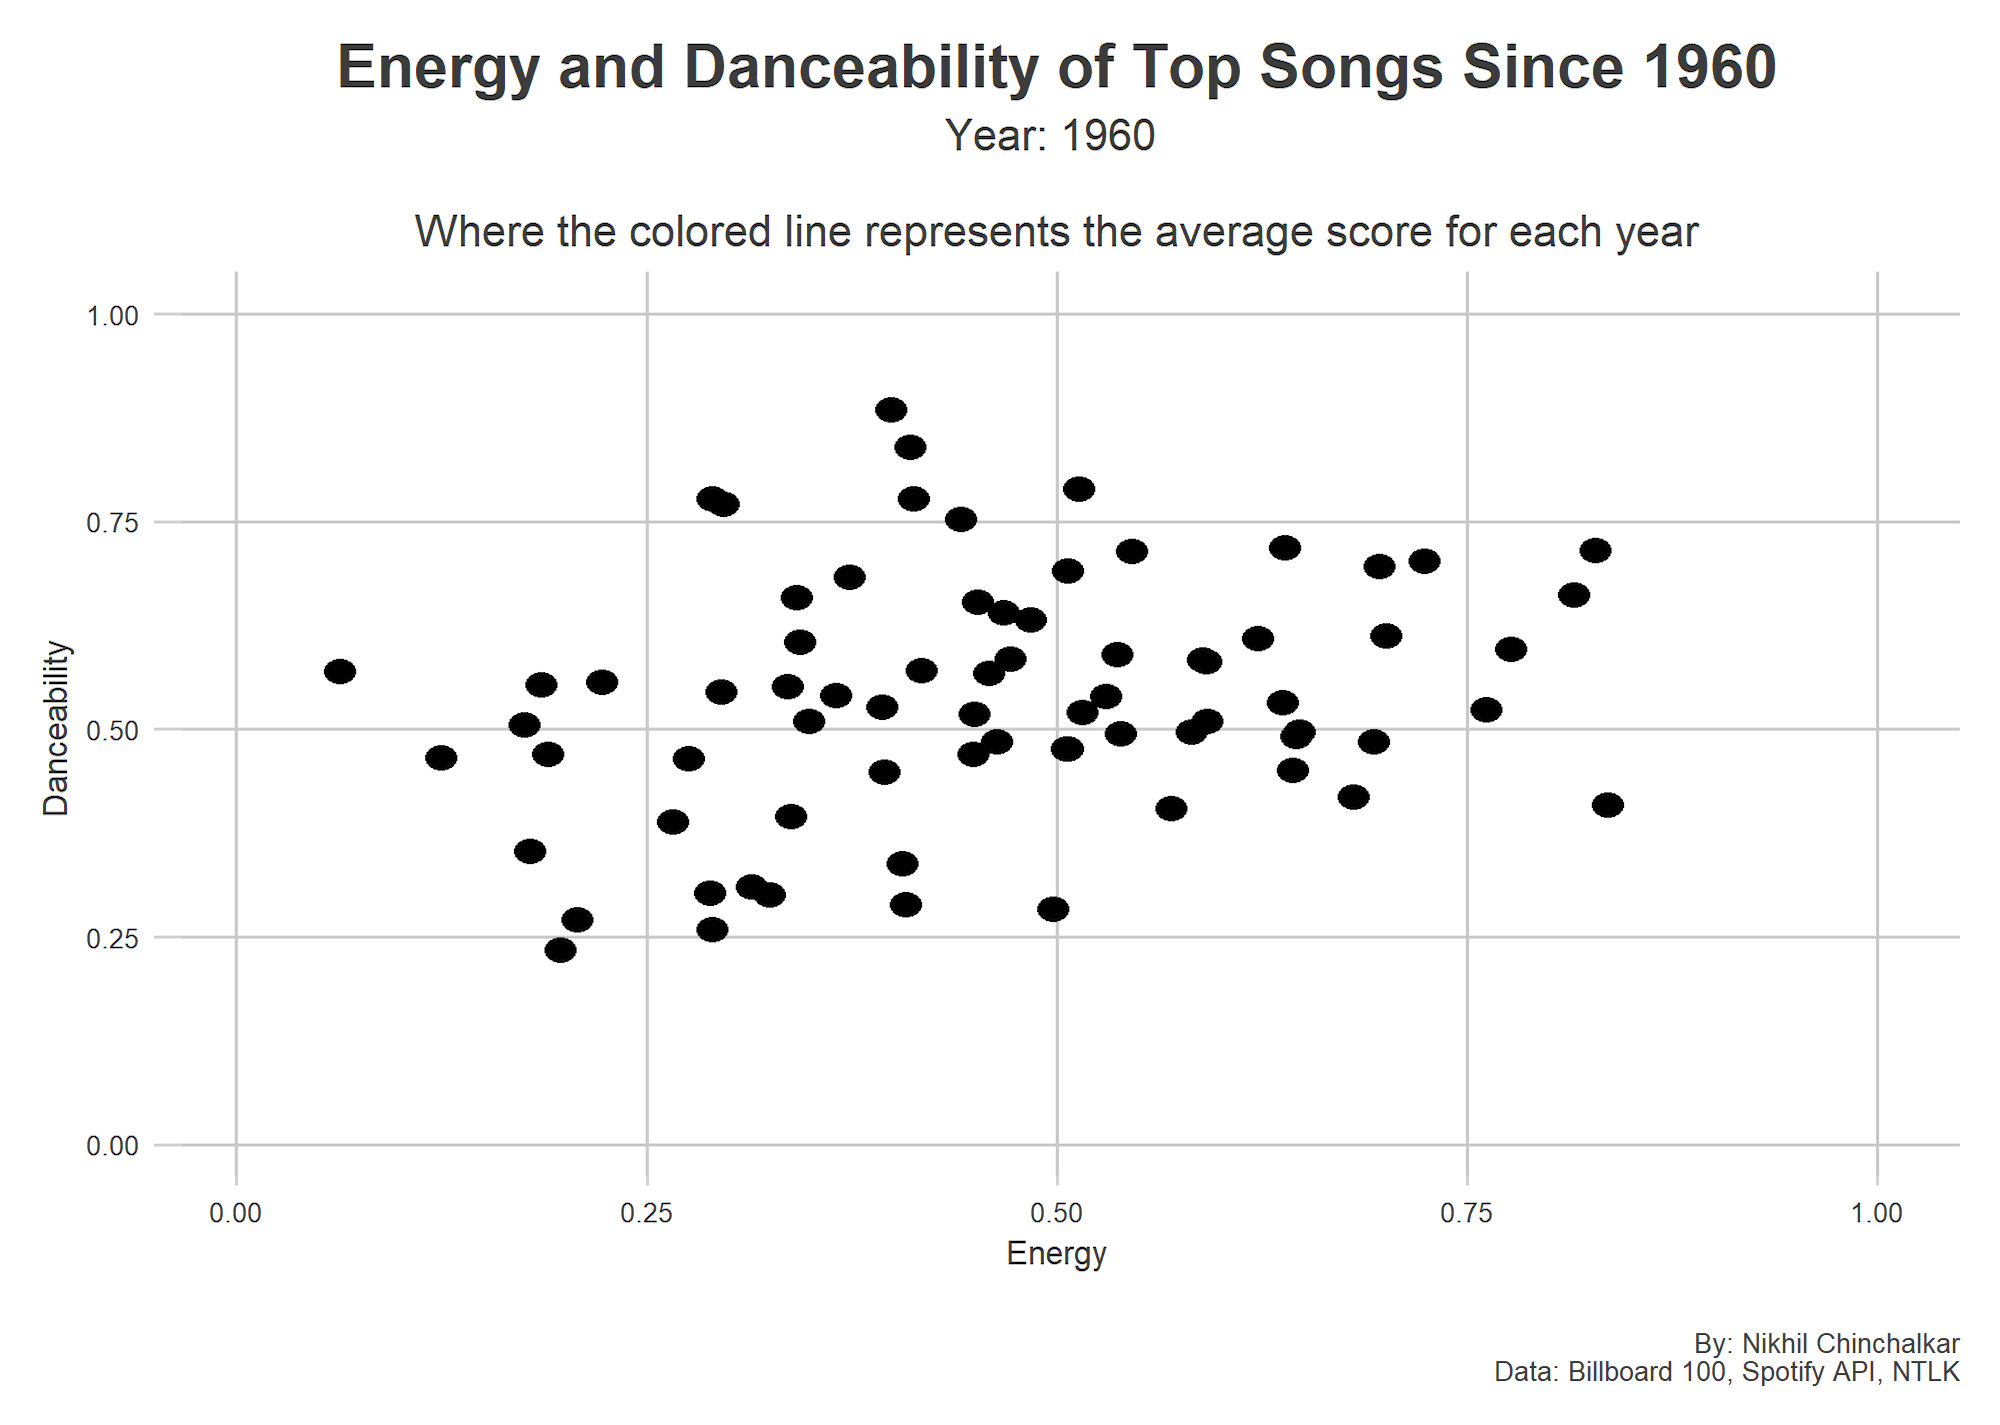 Energy and Danceability of Top Songs Since 1960
Year: 1960
Where the colored line represents the average score for each year
1.00
0.75
0.50
0.25
0.00
Danceability
0.00 0.25 0.50 0.75 1.00
Energy
By: Nikhil Chinchalkar
Data: Billboard 100, Spotify API, NTLK